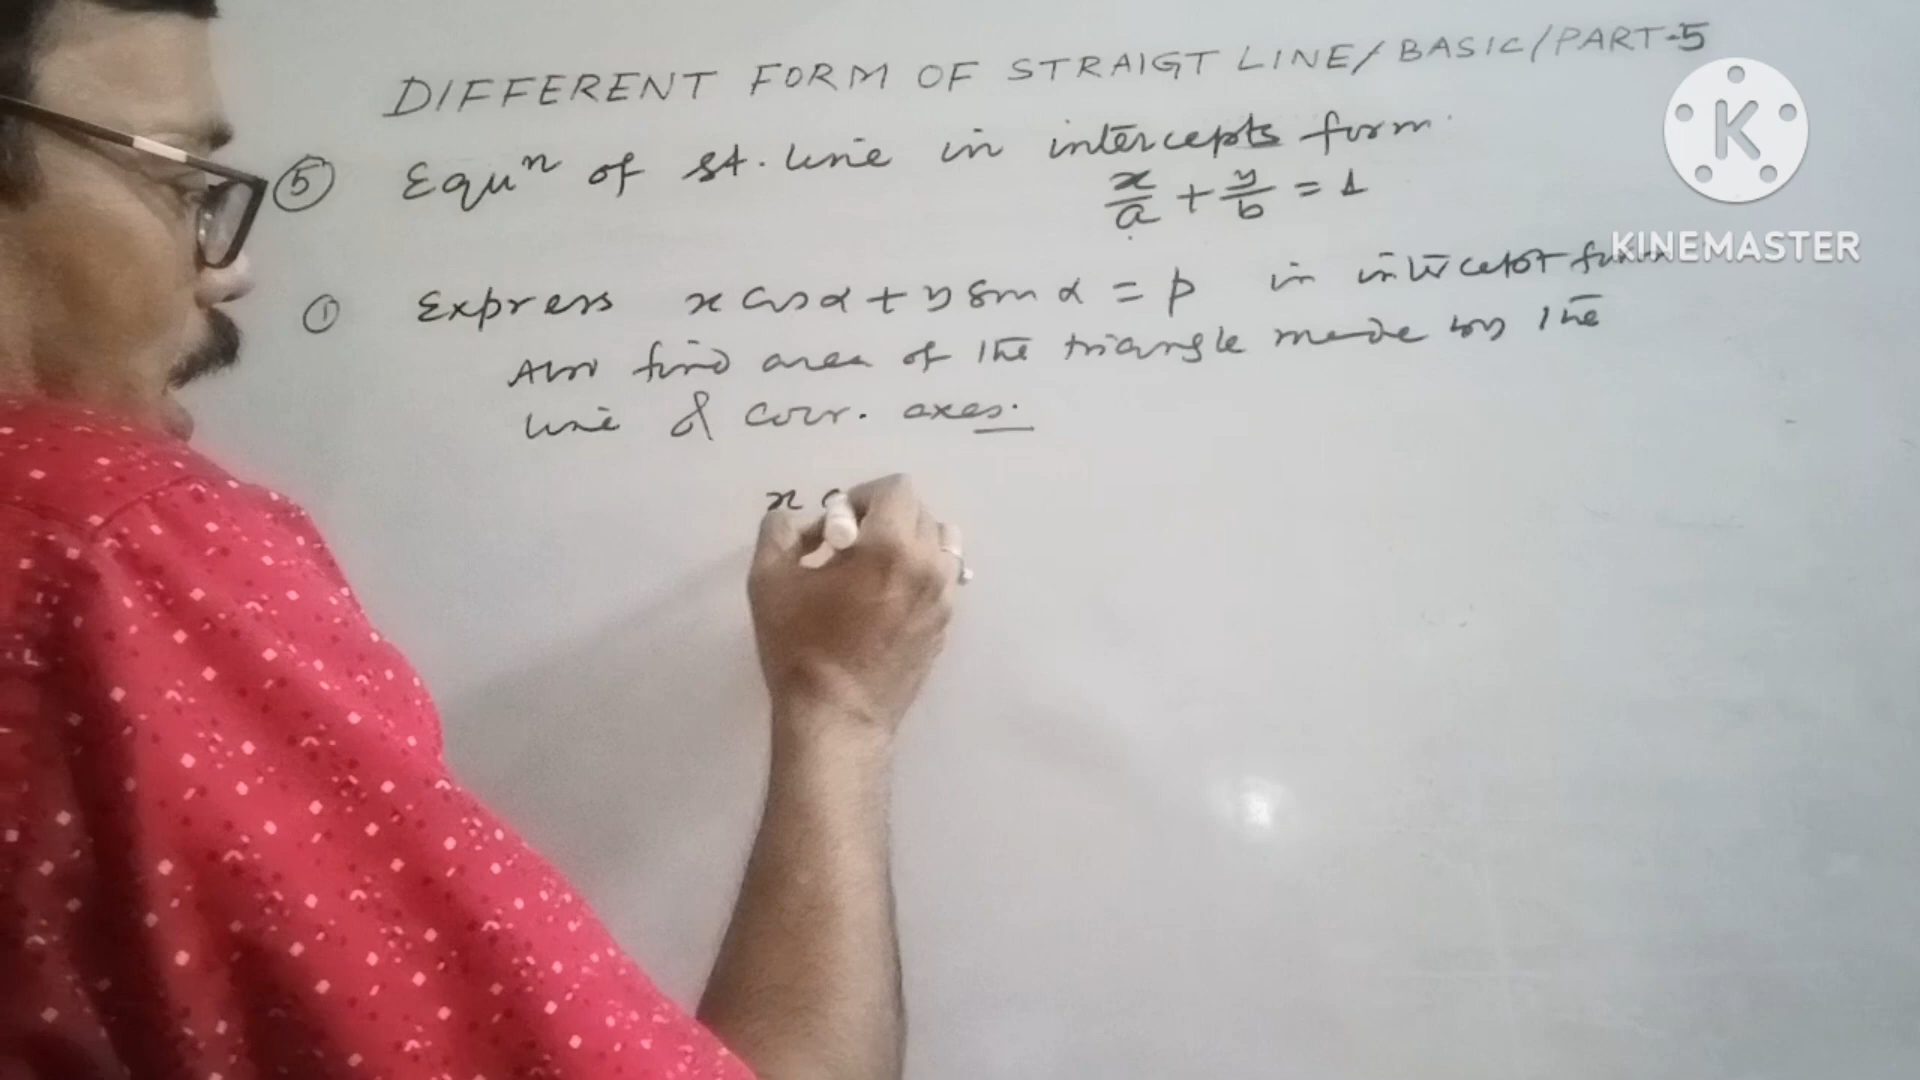 DIFFERENT FORM OF STRAIGT LINE/BASIC/PART-5
⑤ Equⁿ of st. line in intercepts form
x/a + y/b = 1
① Express x cos α + y sin α = p in intercept form
Also find area of the triangle made by the
line & corr. axes.
x c
K
KINEMASTER